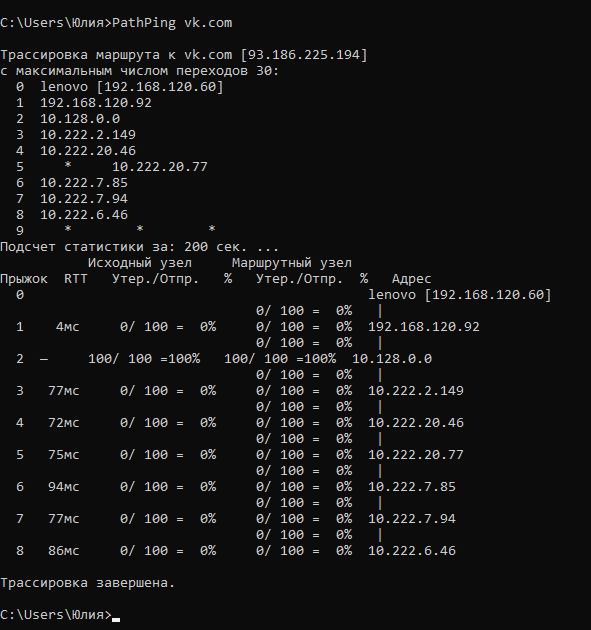 C:\Users\Юлия>PathPing vk.com
Трассировка маршрута к vk.com [93.186.225.194]
с максимальным числом переходов 30:
  0  lenovo [192.168.120.60]
  1  192.168.120.92
  2  10.128.0.0
  3  10.222.2.149
  4  10.222.20.46
  5     *     10.222.20.77
  6  10.222.7.85
  7  10.222.7.94
  8  10.222.6.46
  9     *        *        *
Подсчет статистики за: 200 сек. ...
           Исходный узел     Маршрутный узел
Прыжок  RTT   Утер./Отпр.   %   Утер./Отпр.  %   Адрес
  0                                           lenovo [192.168.120.60]
                                0/ 100 =  0%   |
  1    4мс     0/ 100 =  0%     0/ 100 =  0%  192.168.120.92
                                0/ 100 =  0%   |
  2  —     100/ 100 =100%   100/ 100 =100%  10.128.0.0
                                0/ 100 =  0%   |
  3   77мс     0/ 100 =  0%     0/ 100 =  0%  10.222.2.149
                                0/ 100 =  0%   |
  4   72мс     0/ 100 =  0%     0/ 100 =  0%  10.222.20.46
                                0/ 100 =  0%   |
  5   75мс     0/ 100 =  0%     0/ 100 =  0%  10.222.20.77
                                0/ 100 =  0%   |
  6   94мс     0/ 100 =  0%     0/ 100 =  0%  10.222.7.85
                                0/ 100 =  0%   |
  7   77мс     0/ 100 =  0%     0/ 100 =  0%  10.222.7.94
                                0/ 100 =  0%   |
  8   86мс     0/ 100 =  0%     0/ 100 =  0%  10.222.6.46
Трассировка завершена.
C:\Users\Юлия>